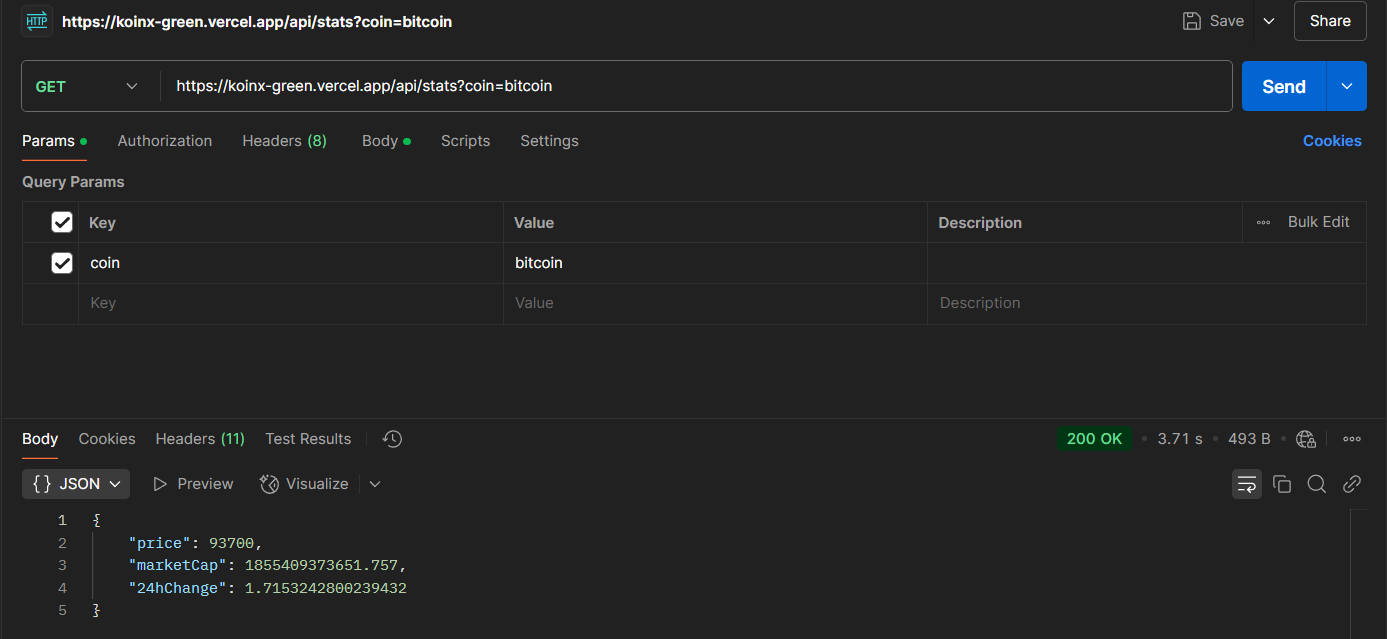 HTTP https://koinx-green.vercel.app/api/stats?coin=bitcoin Save Share
GET https://koinx-green.vercel.app/api/stats?coin=bitcoin Send
Params Authorization Headers (8) Body Scripts Settings Cookies
Query Params
Key Value Description Bulk Edit
coin bitcoin
Key Value Description
Body Cookies Headers (11) Test Results 200 OK • 3.71 s • 493 B •
{} JSON Preview Visualize
1 {
2 "price": 93700,
3 "marketCap": 1855409373651.757,
4 "24hChange": 1.7153242800239432
5 }